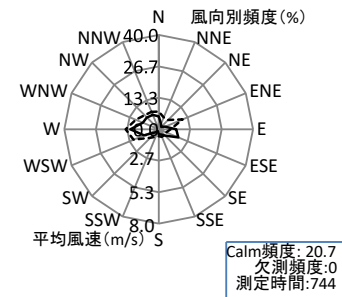 N 風向別頻度(%)
NNW 40.0 NNE
NW NE
26.7
WNW ENE
13.3
W 0.0 E
2.7
WSW ESE
5.3
SW SE
SSW 8.0 SSE
平均風速(m/s) S
Calm頻度: 20.7
欠測頻度:0
測定時間:744